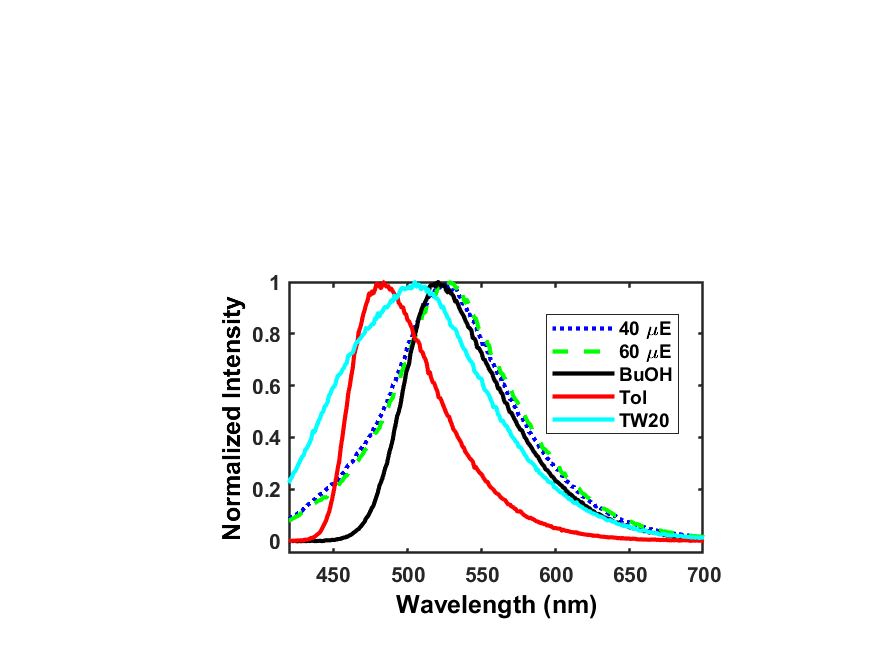 Normalized Intensity
1
0.8
0.6
0.4
0.2
0
40 μE
60 μE
BuOH
Tol
TW20
450 500 550 600 650 700
Wavelength (nm)